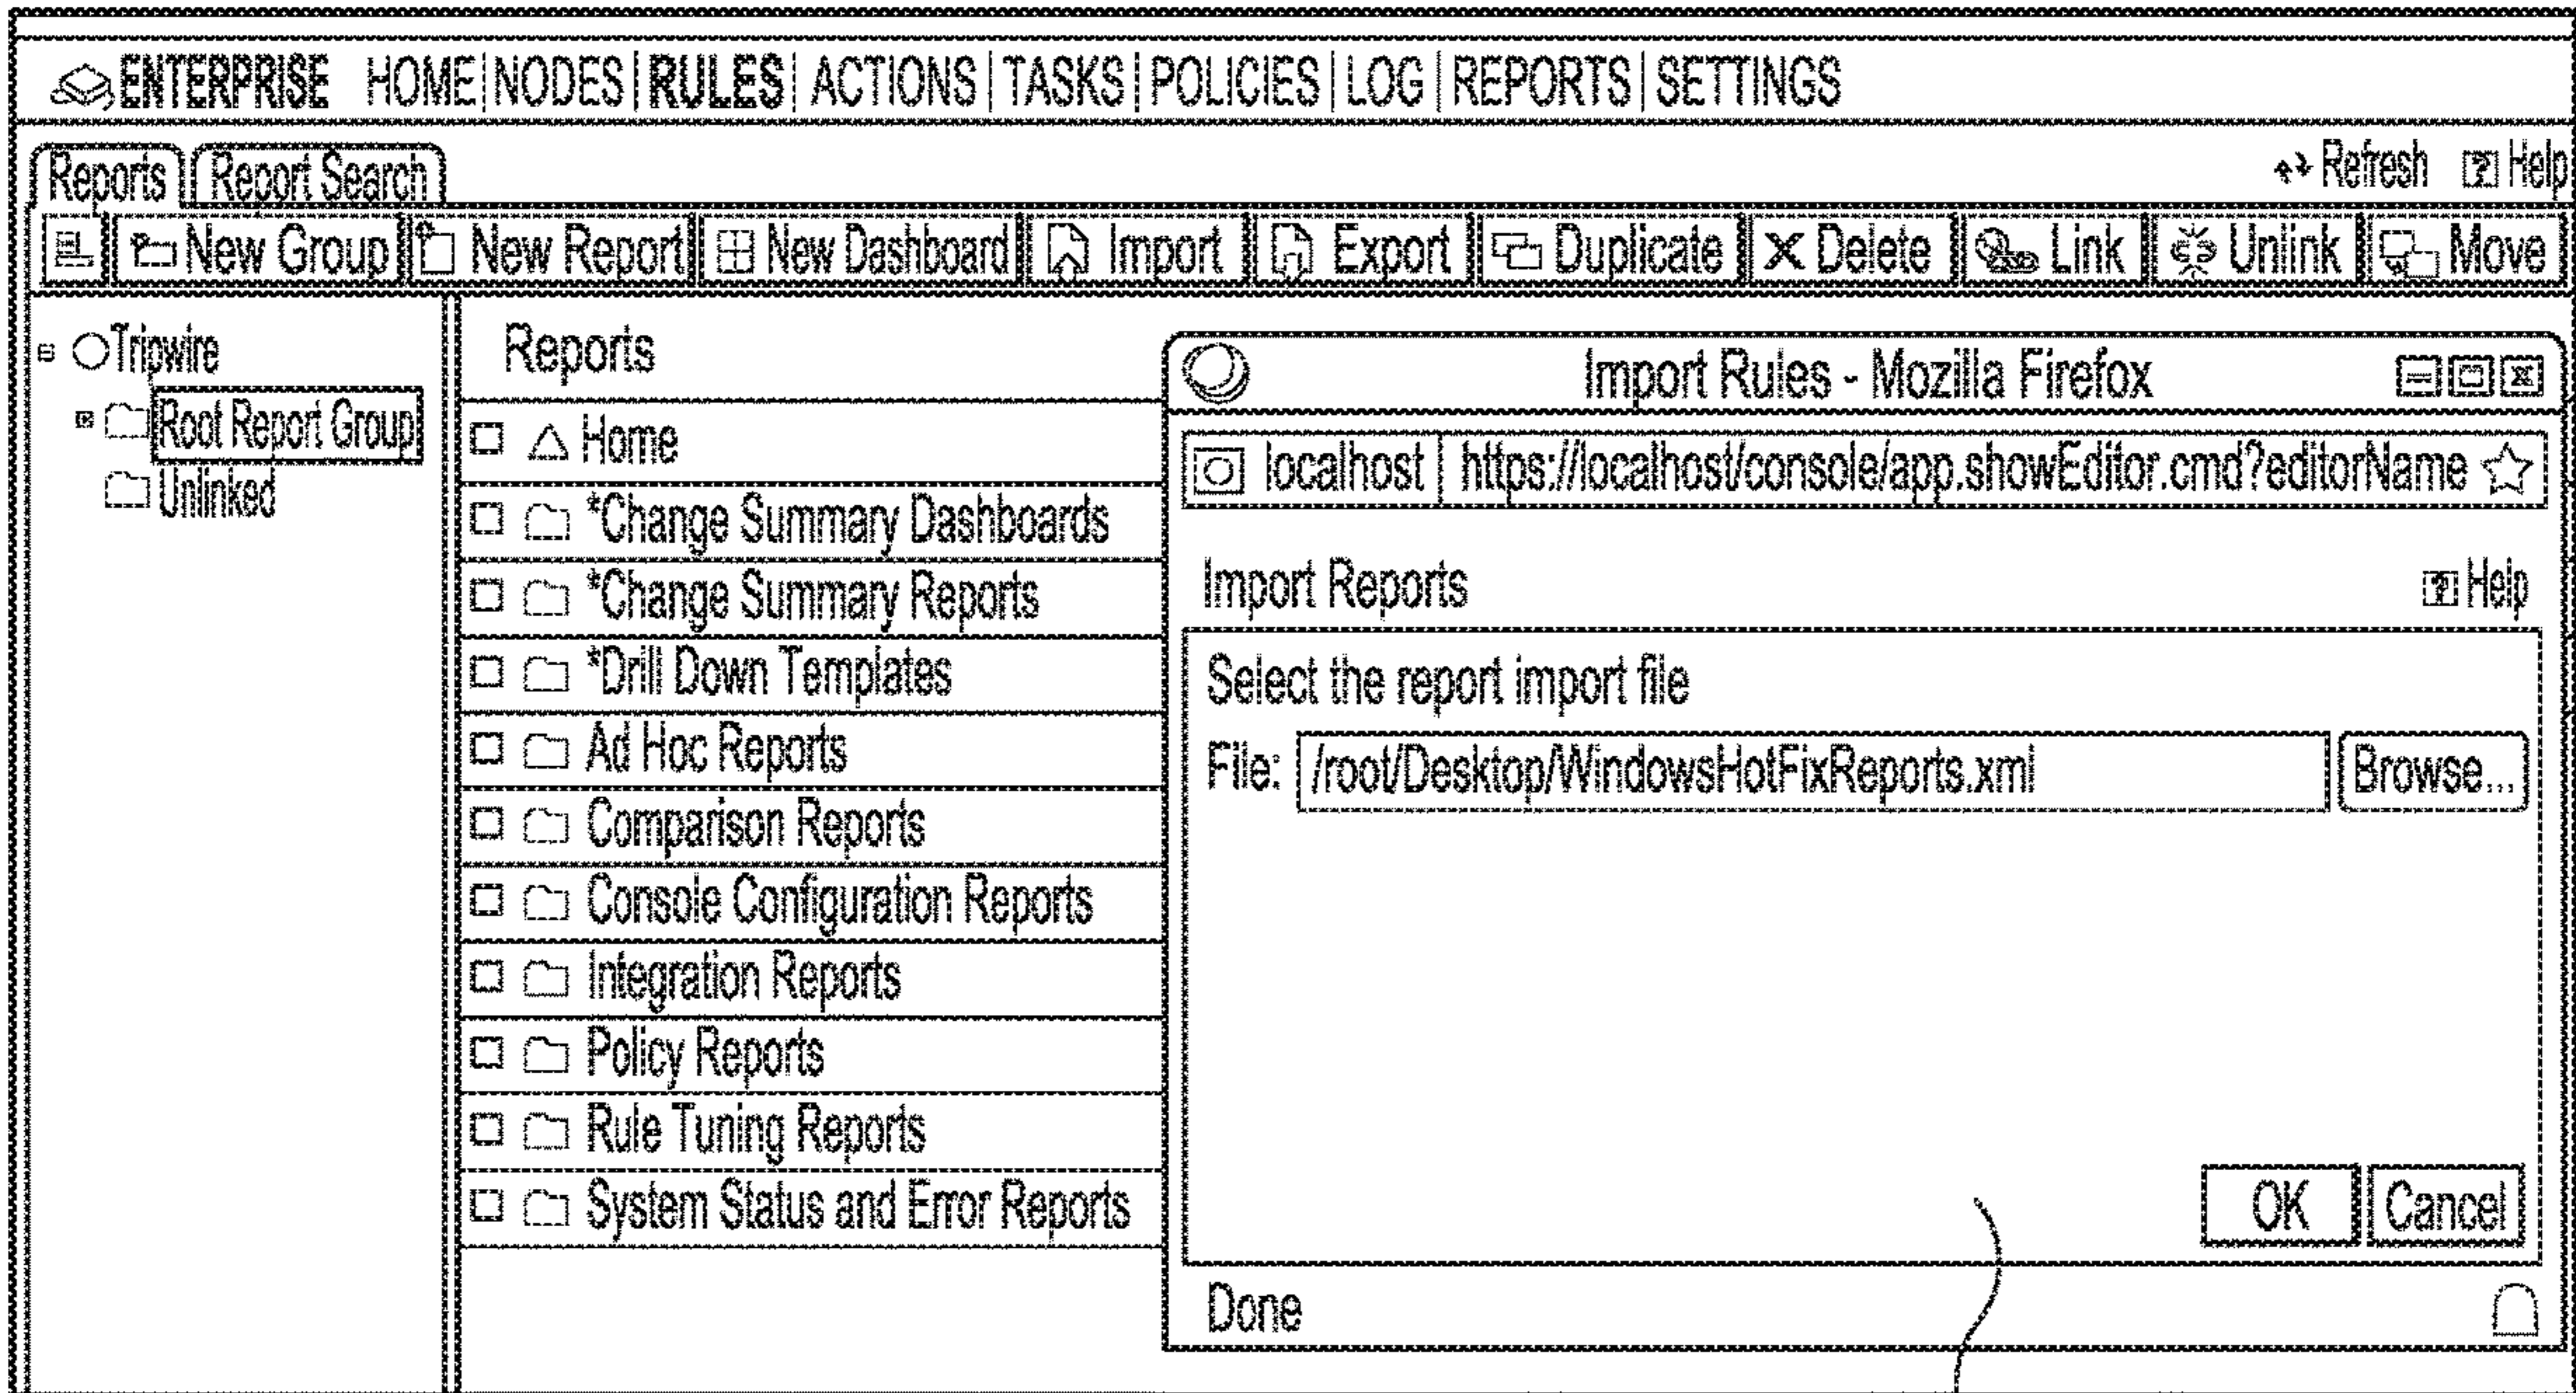 ENTERPRISE HOME NODES RULES ACTIONS TASKS POLICIES LOG REPORTS SETTINGS
Reports Report Search Refresh ? Help
New Group New Report New Dashboard Import Export Duplicate Delete Link Unlink Move
Tripwire
Root Report Group
Unlinked
Reports
Home
*Change Summary Dashboards
*Change Summary Reports
*Drill Down Templates
Ad Hoc Reports
Comparison Reports
Console Configuration Reports
Integration Reports
Policy Reports
Rule Tuning Reports
System Status and Error Reports
Import Rules - Mozilla Firefox
localhost https://localhost/console/app.showEditor.cmd?editorName
Import Reports ? Help
Select the report import file
File: /root/Desktop/WindowsHotFixReports.xml Browse...
OK Cancel
Done